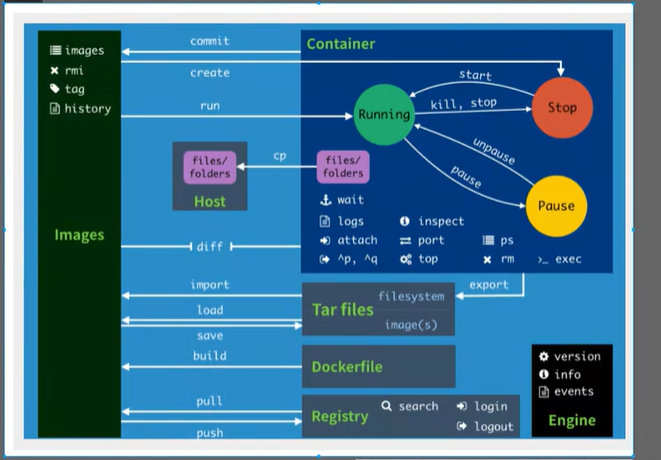 images
rmi
tag
history
Images
commit
create
run
Container
start
Running
kill, stop
Stop
unpause
pause
Pause
files/
folders
cp
files/
folders
Host
wait
logs
inspect
attach
port
ps
^p, ^q
top
rm
>_ exec
diff
import
export
load
save
Tar files
filesystem
image(s)
build
Dockerfile
pull
push
Registry
search
login
logout
version
info
events
Engine